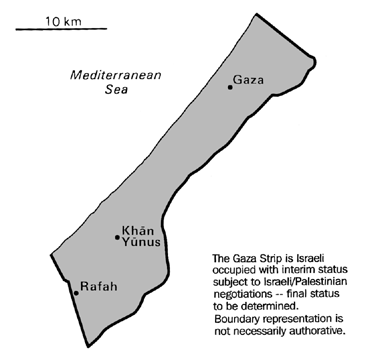 10 km
Mediterranean
Sea
Gaza
Khān
Yūnus
Rafah
The Gaza Strip is Israeli
occupied with interim status
subject to Israeli/Palestinian
negotiations -- final status
to be determined.
Boundary representation is
not necessarily authorative.